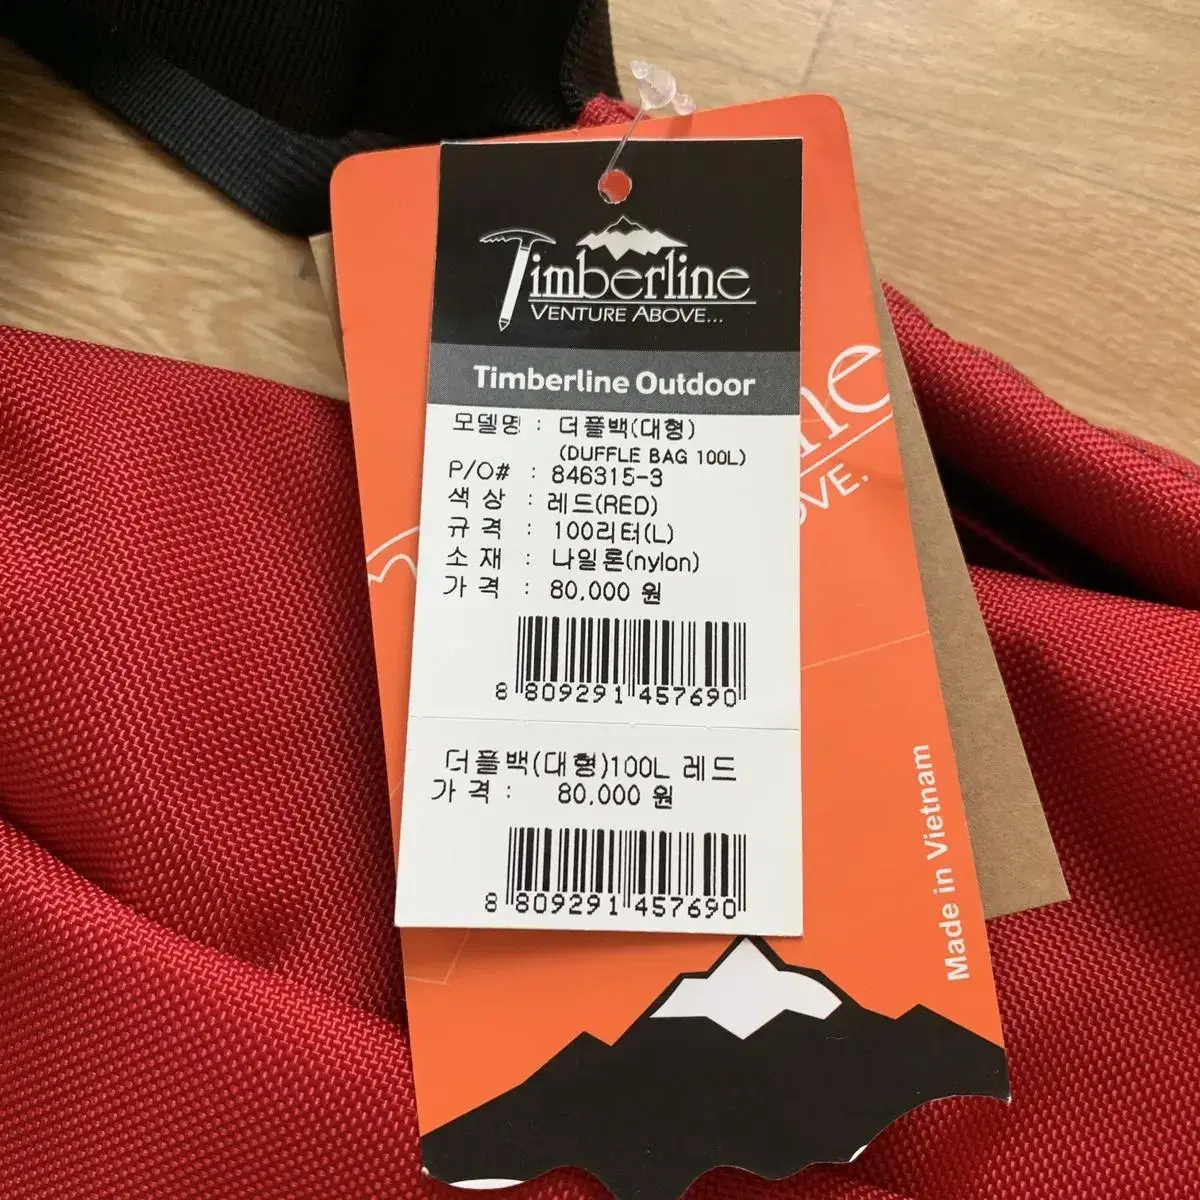 Timberline
VENTURE ABOVE...
Timberline Outdoor
모델명 : 더플백(대형)
(DUFFLE BAG 100L)
P/O# : 846315-3
색 상 : 레드(RED)
규 격 : 100리터(L)
소 재 : 나일론(nylon)
가 격 : 80,000 원
8 809291 457690
더플백(대형)100L 레드
가 격 : 80,000 원
8 809291 457690
Made in Vietnam